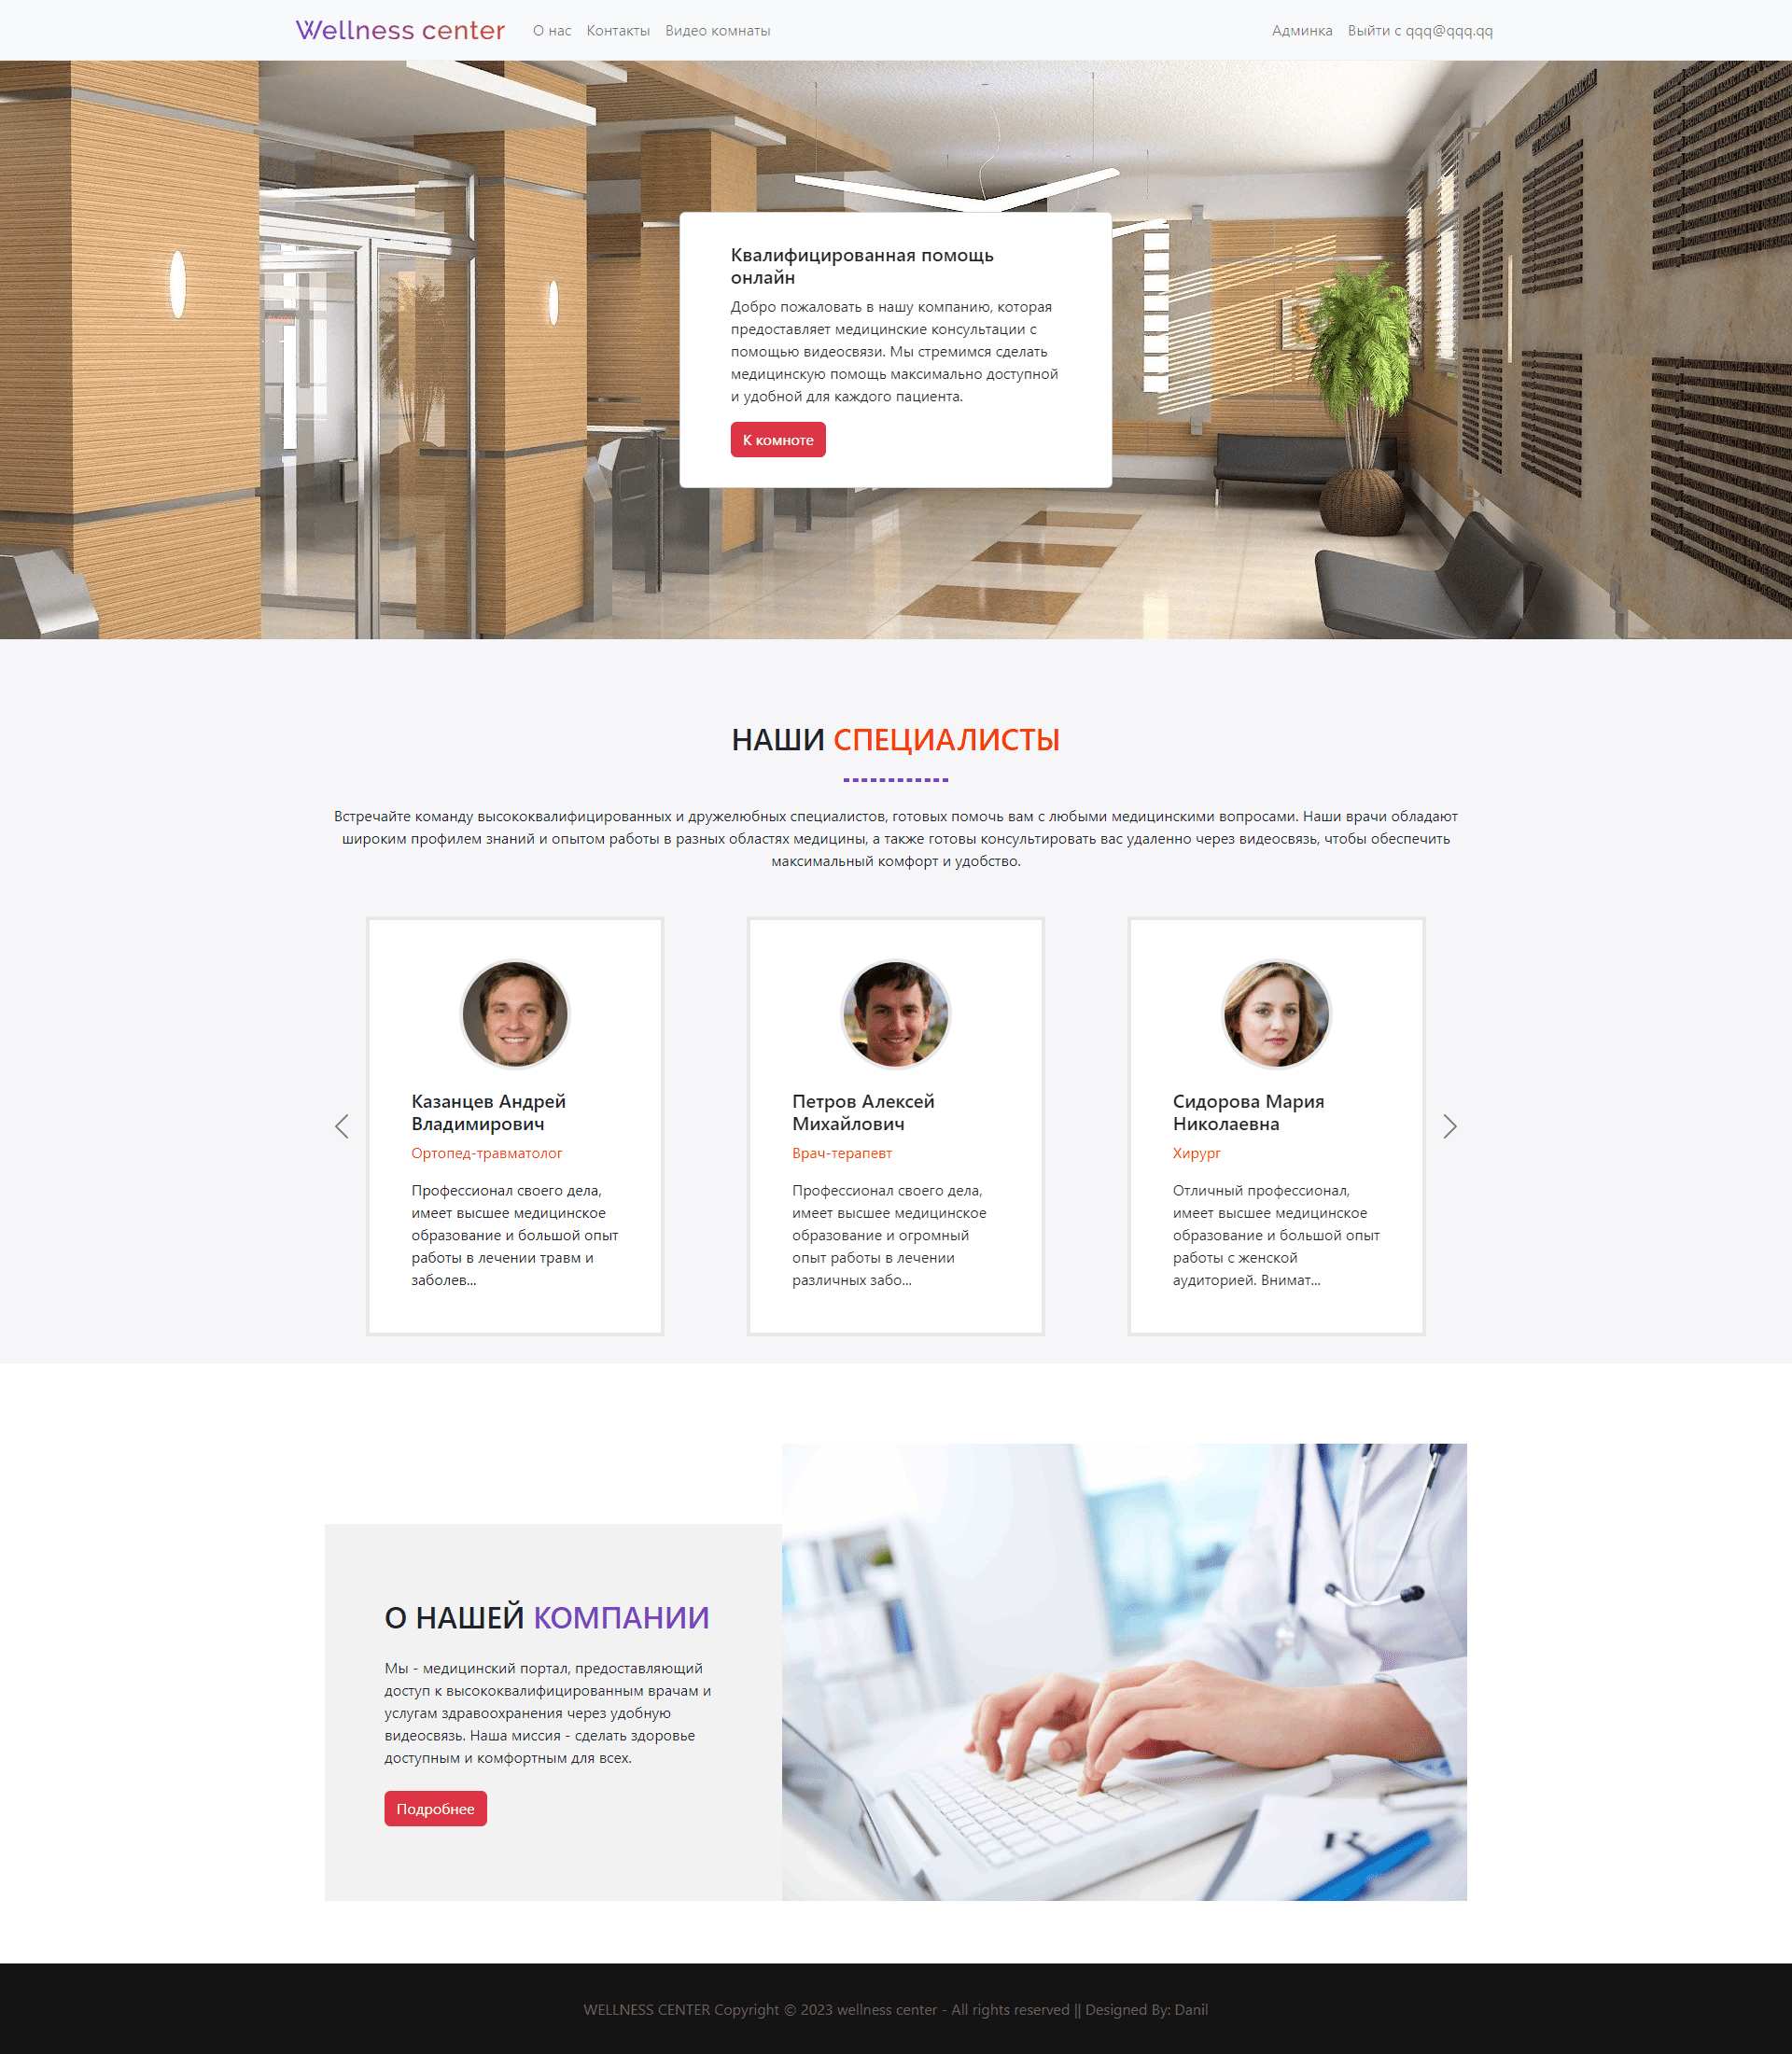 Wellness center О нас Контакты Видео комнаты Админка Выйти с qqq@qqq.qq
Квалифицированная помощь
онлайн
Добро пожаловать в нашу компанию, которая
предоставляет медицинские консультации с
помощью видеосвязи. Мы стремимся сделать
медицинскую помощь максимально доступной
и удобной для каждого пациента.
К комноте
НАШИ СПЕЦИАЛИСТЫ
Встречайте команду высококвалифицированных и дружелюбных специалистов, готовых помочь вам с любыми медицинскими вопросами. Наши врачи обладают
широким профилем знаний и опытом работы в разных областях медицины, а также готовы консультировать вас удаленно через видеосвязь, чтобы обеспечить
максимальный комфорт и удобство.
Казанцев Андрей
Владимирович
Ортопед-травматолог
Профессионал своего дела,
имеет высшее медицинское
образование и большой опыт
работы в лечении травм и
заболев...
Петров Алексей
Михайлович
Врач-терапевт
Профессионал своего дела,
имеет высшее медицинское
образование и огромный
опыт работы в лечении
различных забо...
Сидорова Мария
Николаевна
Хирург
Отличный профессионал,
имеет высшее медицинское
образование и большой опыт
работы с женской
аудиторией. Внимат...
О НАШЕЙ КОМПАНИИ
Мы - медицинский портал, предоставляющий
доступ к высококвалифицированным врачам и
услугам здравоохранения через удобную
видеосвязь. Наша миссия - сделать здоровье
доступным и комфортным для всех.
Подробнее
WELLNESS CENTER Copyright © 2023 wellness center - All rights reserved || Designed By: Danil